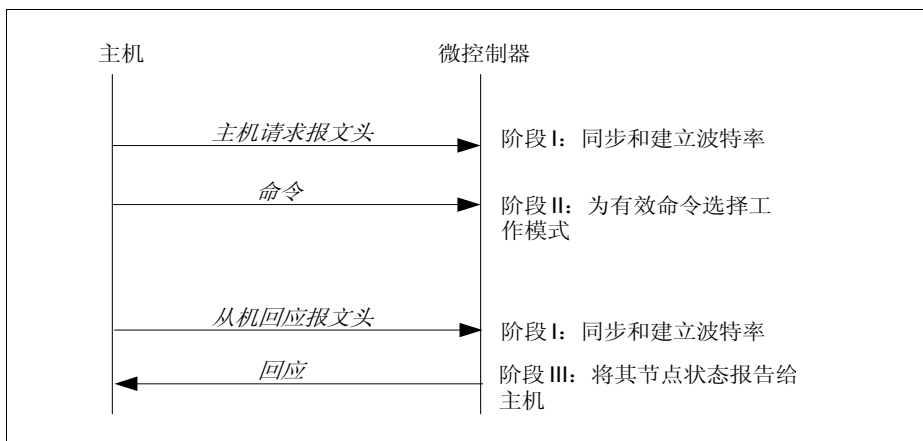 主机
微控制器
主机请求报文头
阶段 I：同步和建立波特率
命令
阶段 II：为有效命令选择工
作模式
从机回应报文头
阶段 I：同步和建立波特率
回应
阶段 III：将其节点状态报告给
主机